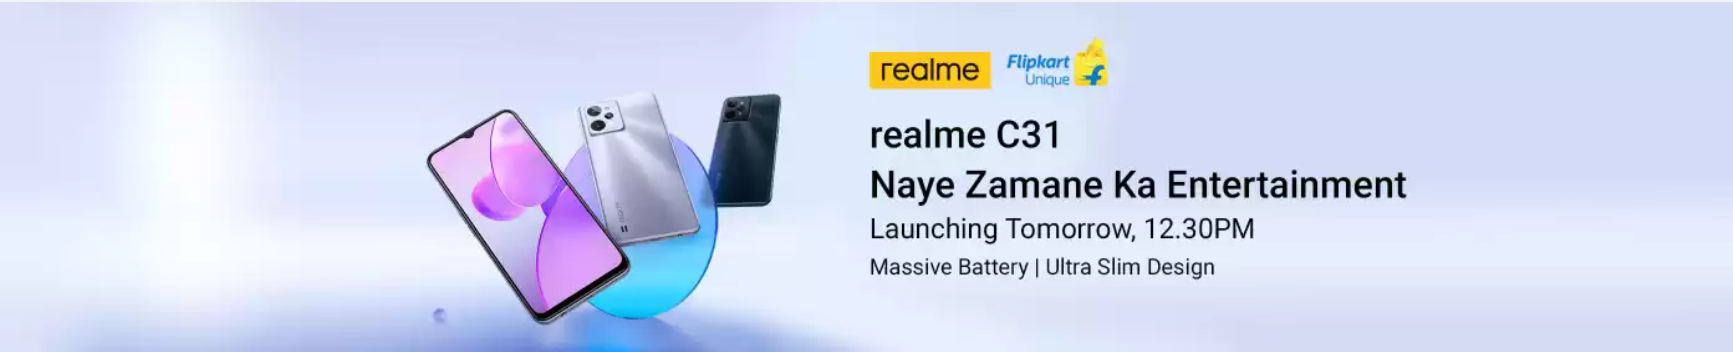 realme
Flipkart
Unique
realme C31
Naye Zamane Ka Entertainment
Launching Tomorrow, 12.30PM
Massive Battery | Ultra Slim Design